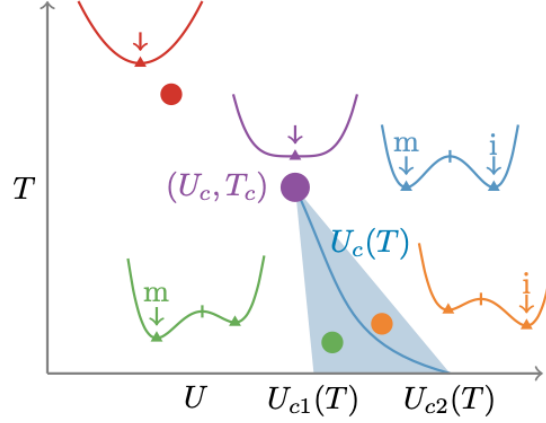 m i
T
(U_c, T_c)
U_c(T)
m
i
U
U_{c1}(T)
U_{c2}(T)